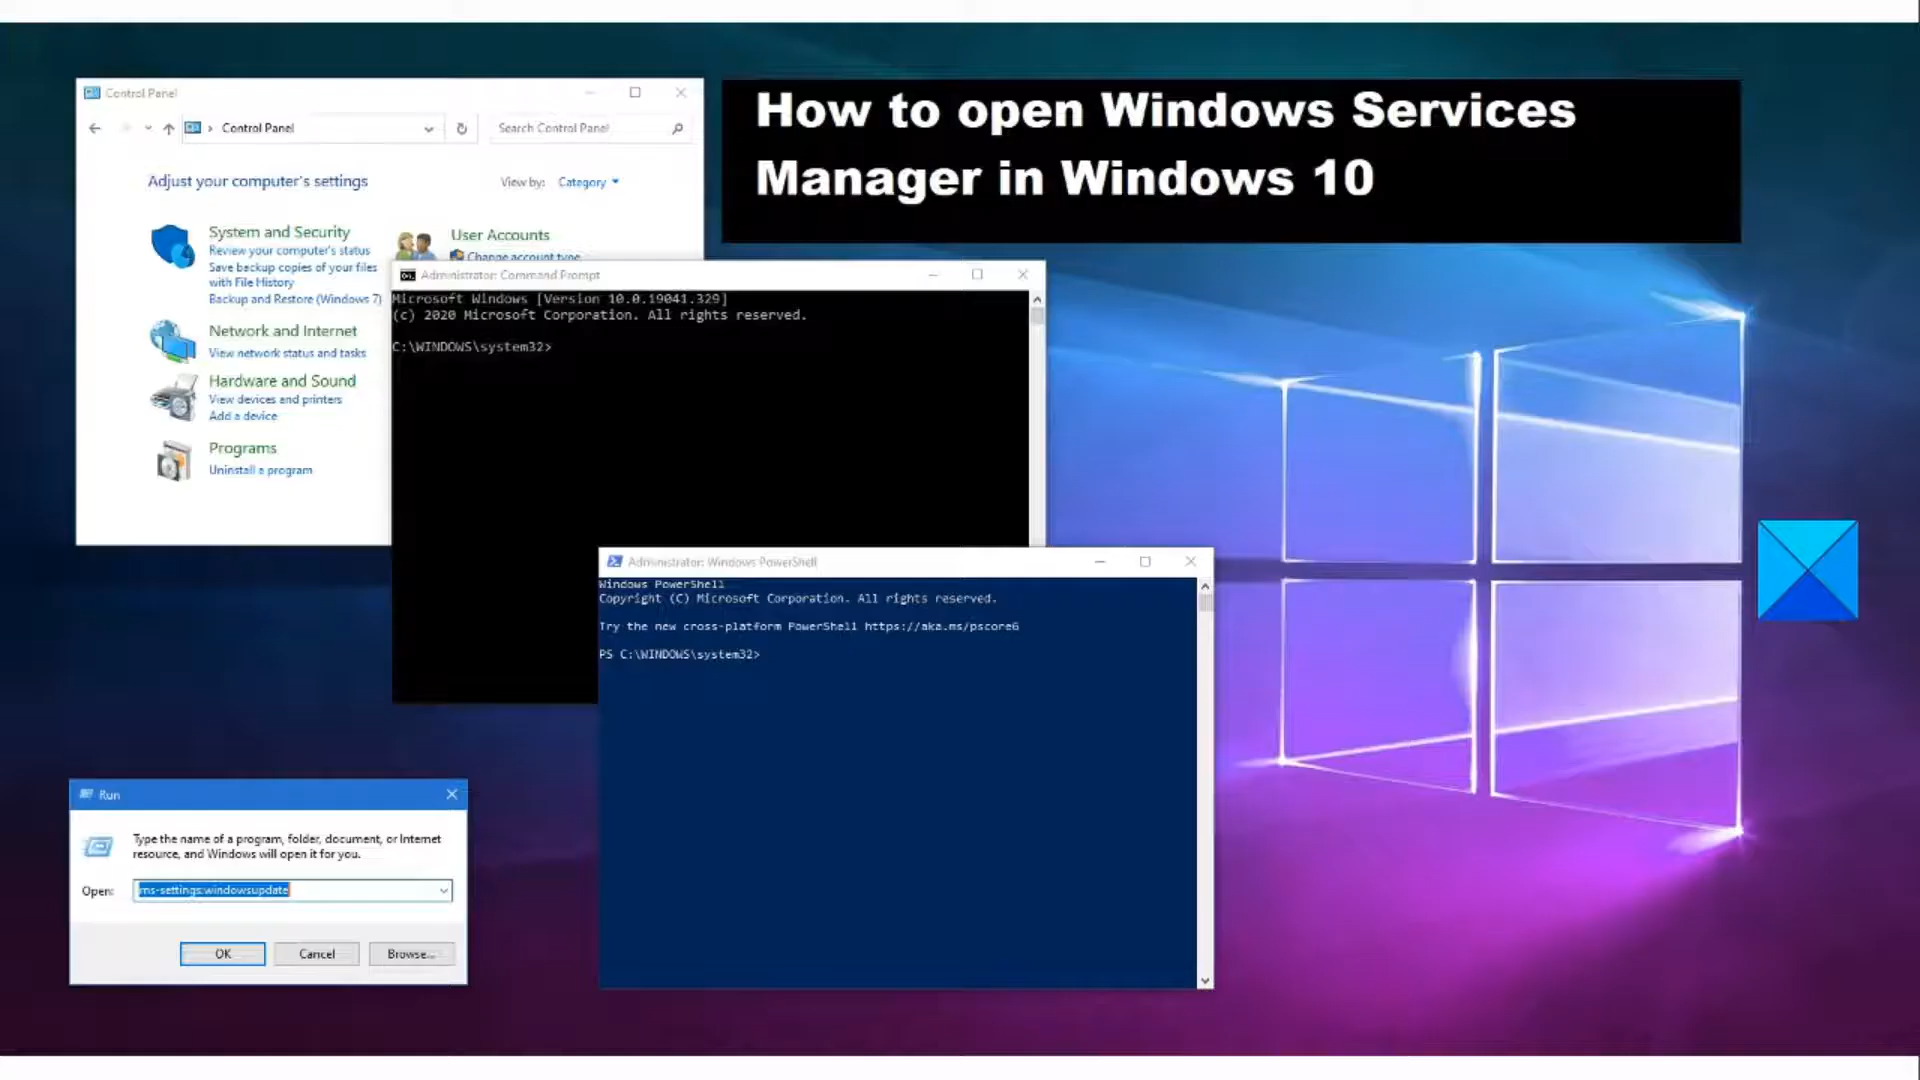 Control Panel
Control Panel
Search Control Panel
How to open Windows Services
Manager in Windows 10
Adjust your computer's settings
View by: Category
System and Security
Review your computer's status
Save backup copies of your files
with File History
Backup and Restore (Windows 7)
User Accounts
Change account type
Network and Internet
View network status and tasks
Hardware and Sound
View devices and printers
Add a device
Programs
Uninstall a program
Administrator: Command Prompt
Microsoft Windows [Version 10.0.19041.329]
(c) 2020 Microsoft Corporation. All rights reserved.
C:\WINDOWS\system32>
Administrator: Windows PowerShell
Windows PowerShell
Copyright (C) Microsoft Corporation. All rights reserved.
Try the new cross-platform PowerShell https://aka.ms/pscore6
PS C:\WINDOWS\system32>
Run
Type the name of a program, folder, document, or Internet
resource, and Windows will open it for you.
Open: ms-settings:windowsupdate
OK Cancel Browse...